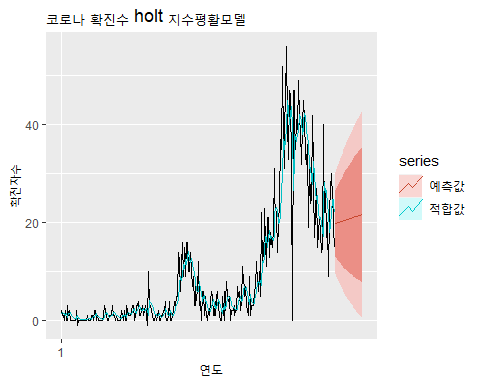 코로나 확진수 holt 지수평활모델
확진자수
40
20
0
1
연도
series
예측값
적합값